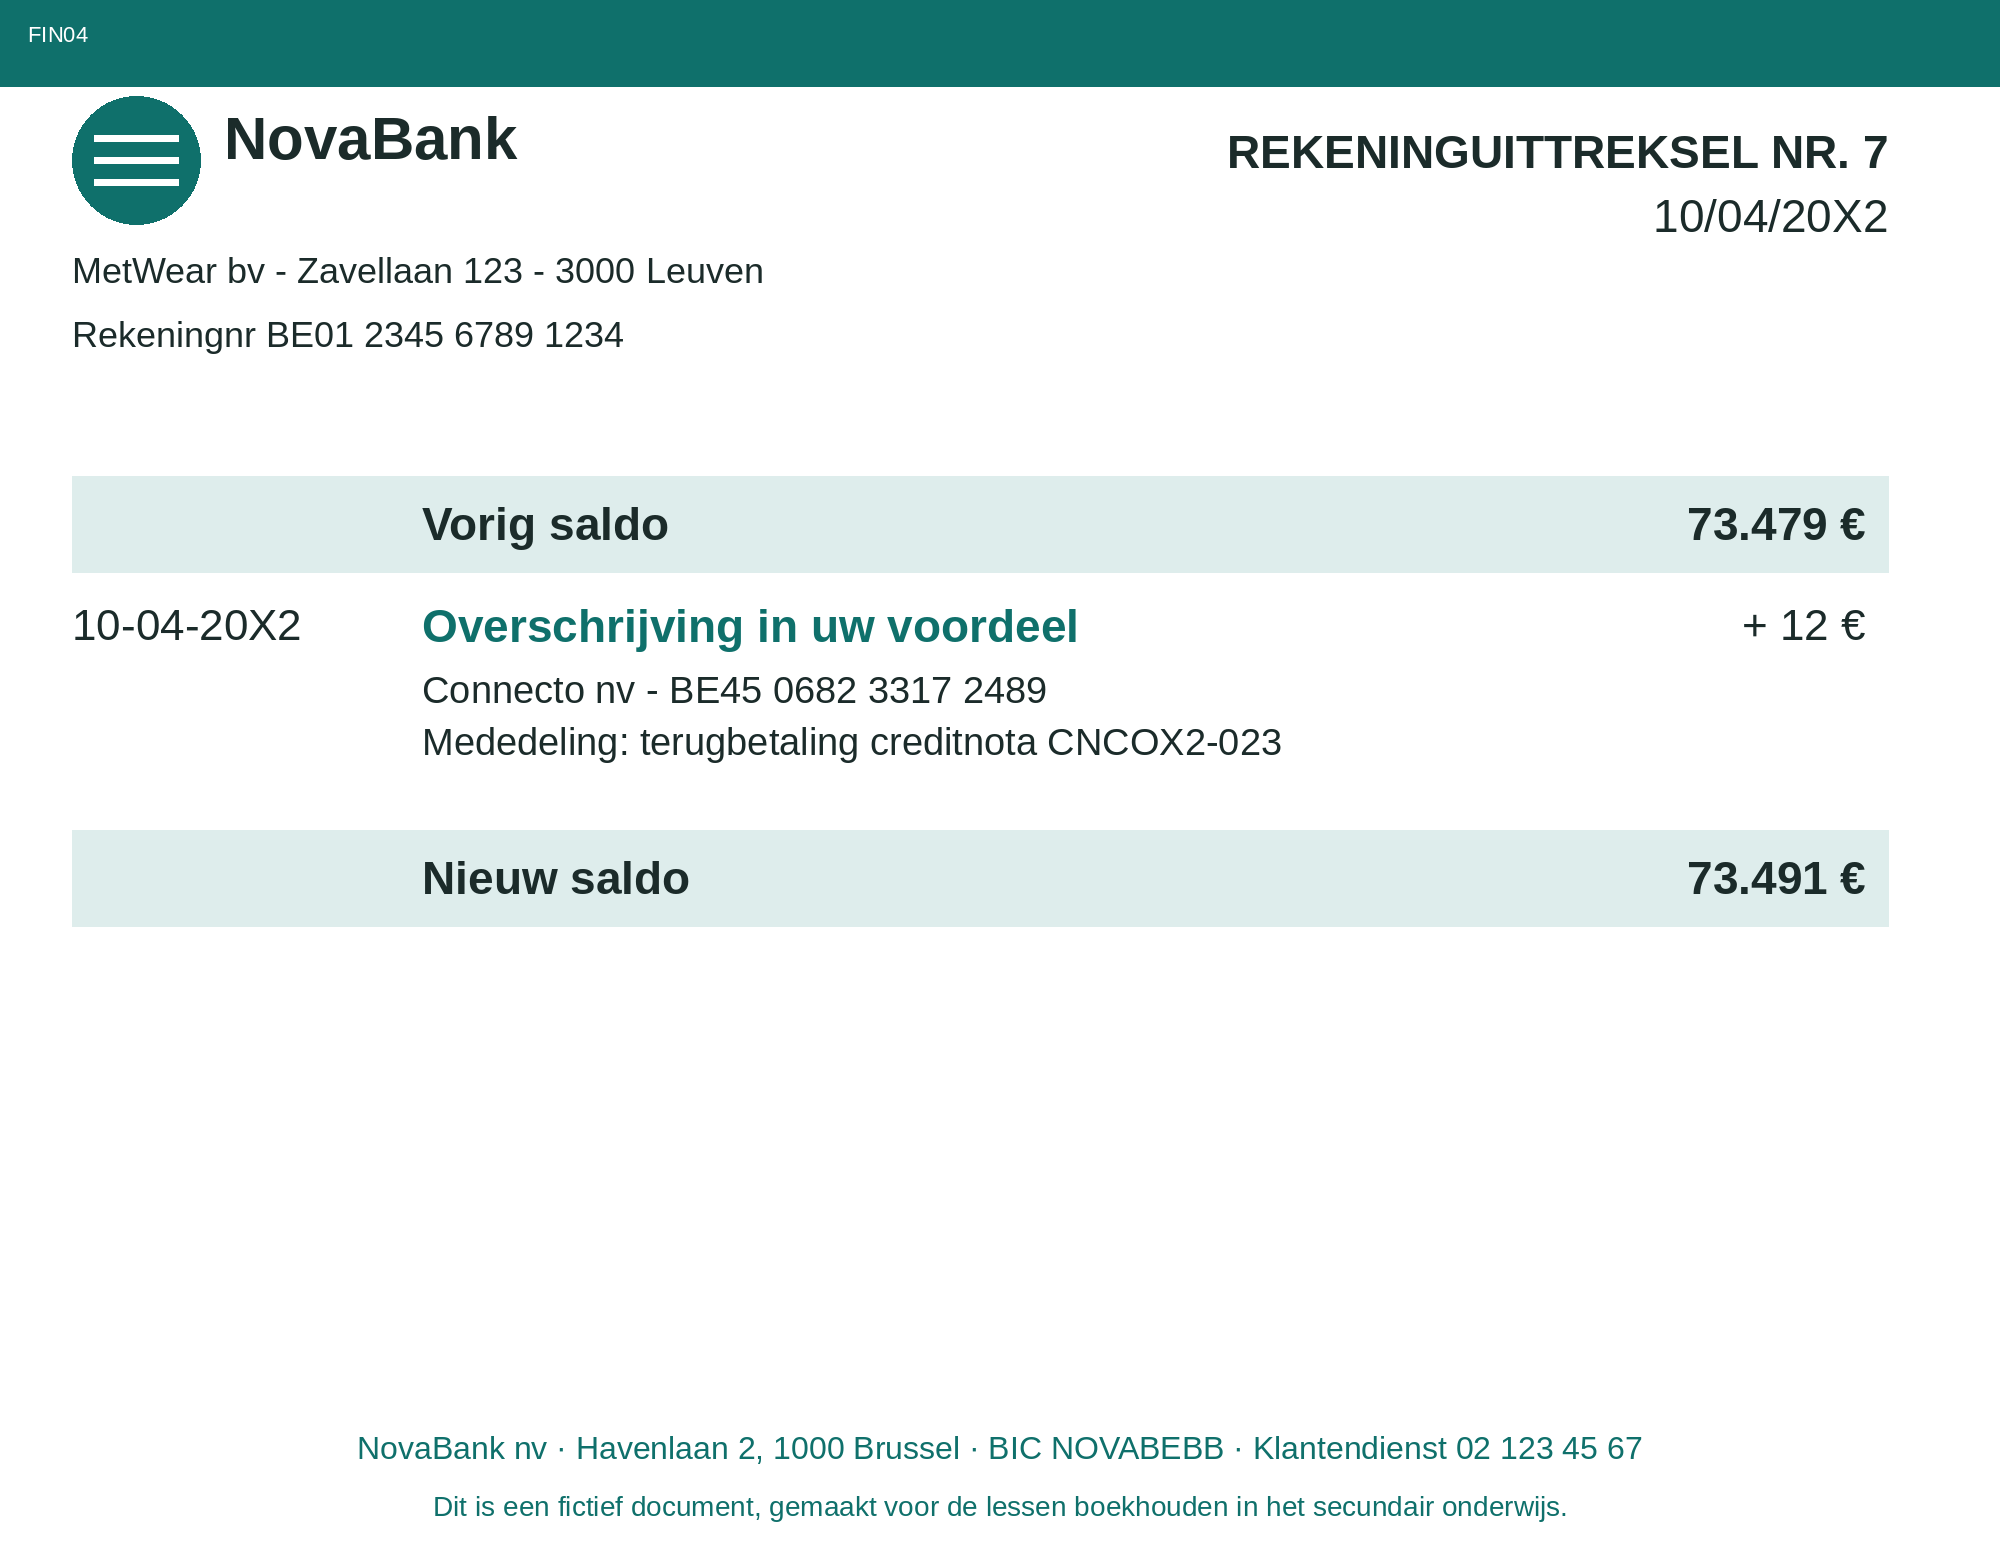 FIN04
NovaBank
REKENINGUITTREKSEL NR. 7
10/04/20X2
MetWear bv - Zavellaan 123 - 3000 Leuven
Rekeningnr BE01 2345 6789 1234
Vorig saldo 73.479 €
10-04-20X2 Overschrijving in uw voordeel + 12 €
Connecto nv - BE45 0682 3317 2489
Mededeling: terugbetaling creditnota CNCOX2-023
Nieuw saldo 73.491 €
NovaBank nv · Havenlaan 2, 1000 Brussel · BIC NOVABEBB · Klantendienst 02 123 45 67
Dit is een fictief document, gemaakt voor de lessen boekhouden in het secundair onderwijs.